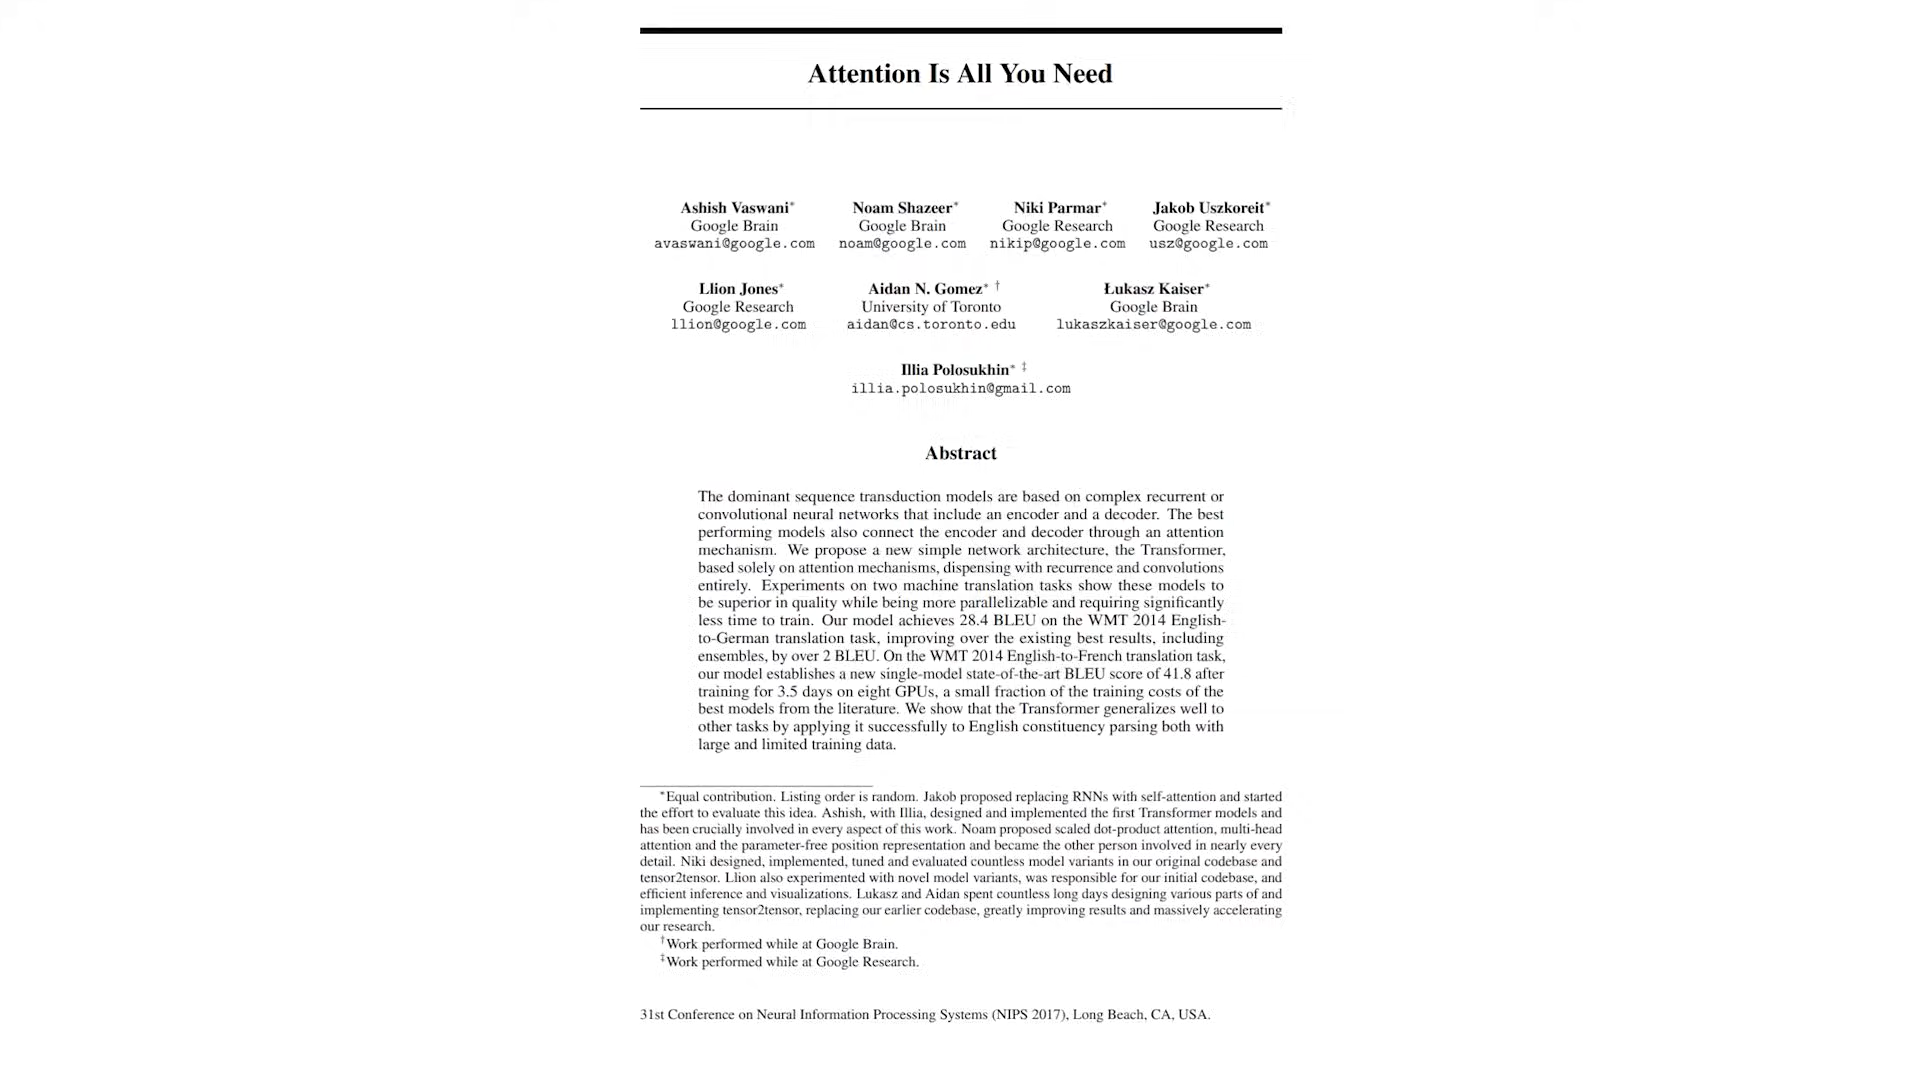 Attention Is All You Need
Ashish Vaswani* Noam Shazeer* Niki Parmar* Jakob Uszkoreit*
Google Brain Google Brain Google Research Google Research
avaswani@google.com noam@google.com nikip@google.com usz@google.com
Llion Jones* Aidan N. Gomez* † Łukasz Kaiser*
Google Research University of Toronto Google Brain
llion@google.com aidan@cs.toronto.edu lukaszkaiser@google.com
Illia Polosukhin* ‡
illia.polosukhin@gmail.com
Abstract
The dominant sequence transduction models are based on complex recurrent or
convolutional neural networks that include an encoder and a decoder. The best
performing models also connect the encoder and decoder through an attention
mechanism. We propose a new simple network architecture, the Transformer,
based solely on attention mechanisms, dispensing with recurrence and convolutions
entirely. Experiments on two machine translation tasks show these models to
be superior in quality while being more parallelizable and requiring significantly
less time to train. Our model achieves 28.4 BLEU on the WMT 2014 English-
to-German translation task, improving over the existing best results, including
ensembles, by over 2 BLEU. On the WMT 2014 English-to-French translation task,
our model establishes a new single-model state-of-the-art BLEU score of 41.8 after
training for 3.5 days on eight GPUs, a small fraction of the training costs of the
best models from the literature. We show that the Transformer generalizes well to
other tasks by applying it successfully to English constituency parsing both with
large and limited training data.
*Equal contribution. Listing order is random. Jakob proposed replacing RNNs with self-attention and started
the effort to evaluate this idea. Ashish, with Illia, designed and implemented the first Transformer models and
has been crucially involved in every aspect of this work. Noam proposed scaled dot-product attention, multi-head
attention and the parameter-free position representation and became the other person involved in nearly every
detail. Niki designed, implemented, tuned and evaluated countless model variants in our original codebase and
tensor2tensor. Llion also experimented with novel model variants, was responsible for our initial codebase, and
efficient inference and visualizations. Lukasz and Aidan spent countless long days designing various parts of and
implementing tensor2tensor, replacing our earlier codebase, greatly improving results and massively accelerating
our research.
†Work performed while at Google Brain.
‡Work performed while at Google Research.
31st Conference on Neural Information Processing Systems (NIPS 2017), Long Beach, CA, USA.